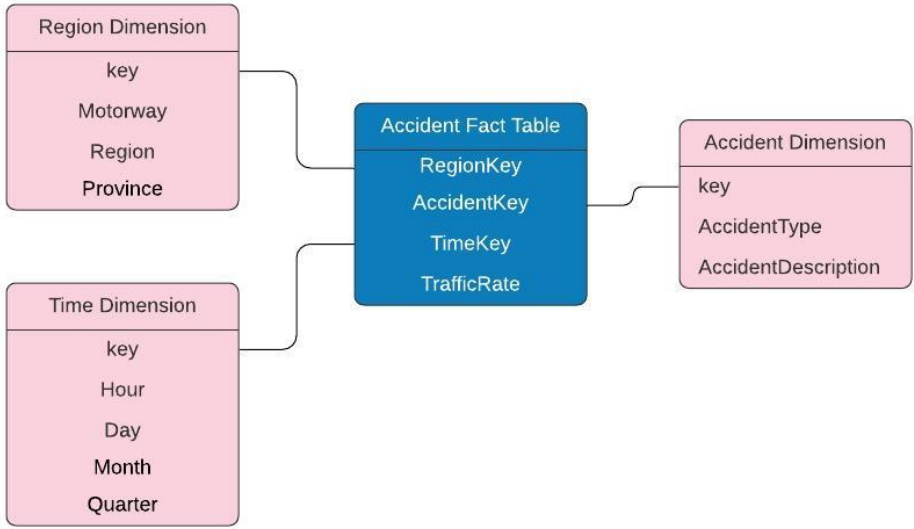 Region Dimension
key
Motorway
Region
Province
Accident Fact Table
RegionKey
AccidentKey
TimeKey
TrafficRate
Accident Dimension
key
AccidentType
AccidentDescription
Time Dimension
key
Hour
Day
Month
Quarter